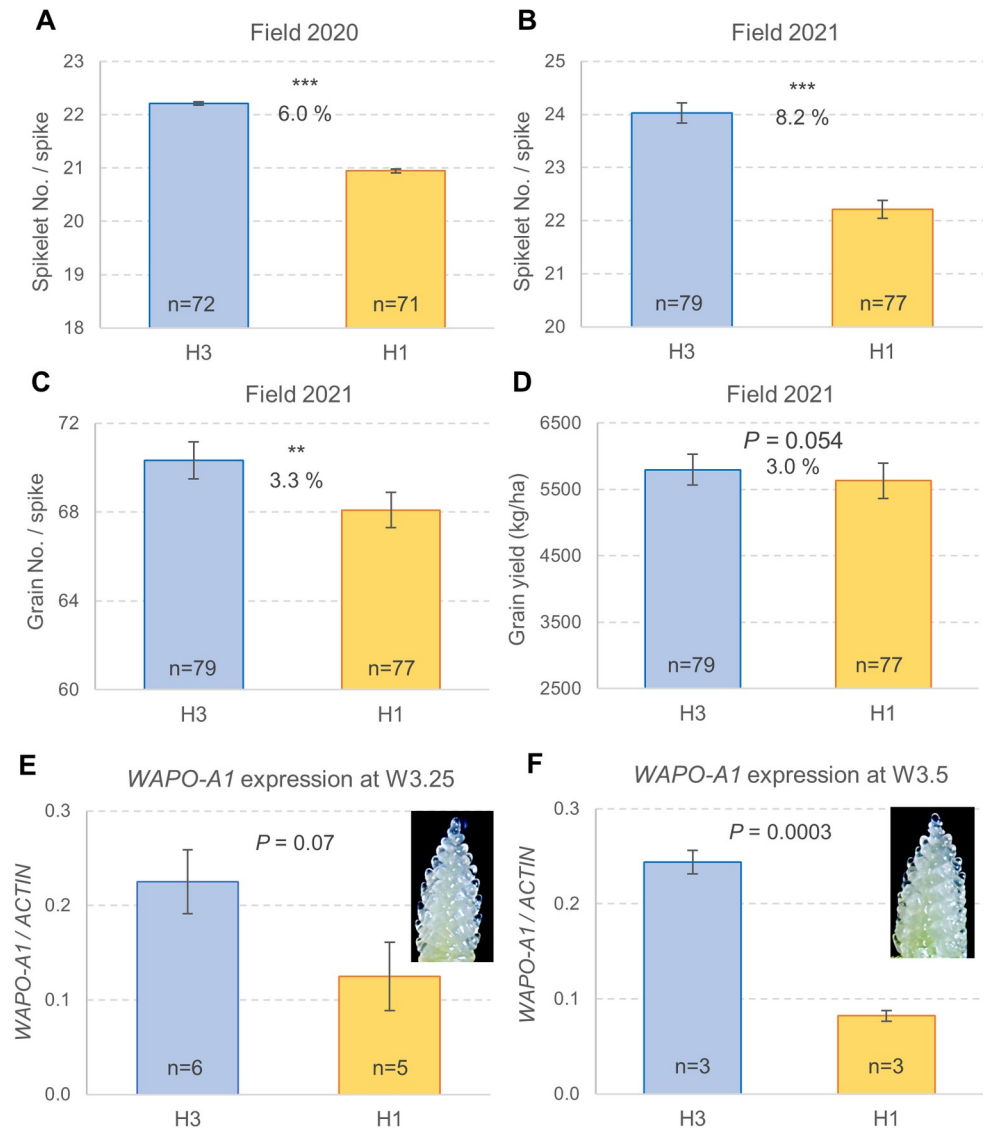 A
Field 2020
23
22
21
20
19
18
Spikelet No. / spike
***
6.0 %
n=72
n=71
H3
H1
B
Field 2021
25
24
23
22
21
20
Spikelet No. / spike
***
8.2 %
n=79
n=77
H3
H1
C
Field 2021
72
68
64
60
Grain No. / spike
**
3.3 %
n=79
n=77
H3
H1
D
Field 2021
6500
5500
4500
3500
2500
Grain yield (kg/ha)
P = 0.054
3.0 %
n=79
n=77
H3
H1
E
WAPO-A1 expression at W3.25
0.3
0.2
0.1
0.0
WAPO-A1 / ACTIN
P = 0.07
n=6
n=5
H3
H1
F
WAPO-A1 expression at W3.5
0.3
0.2
0.1
0.0
WAPO-A1 / ACTIN
P = 0.0003
n=3
n=3
H3
H1